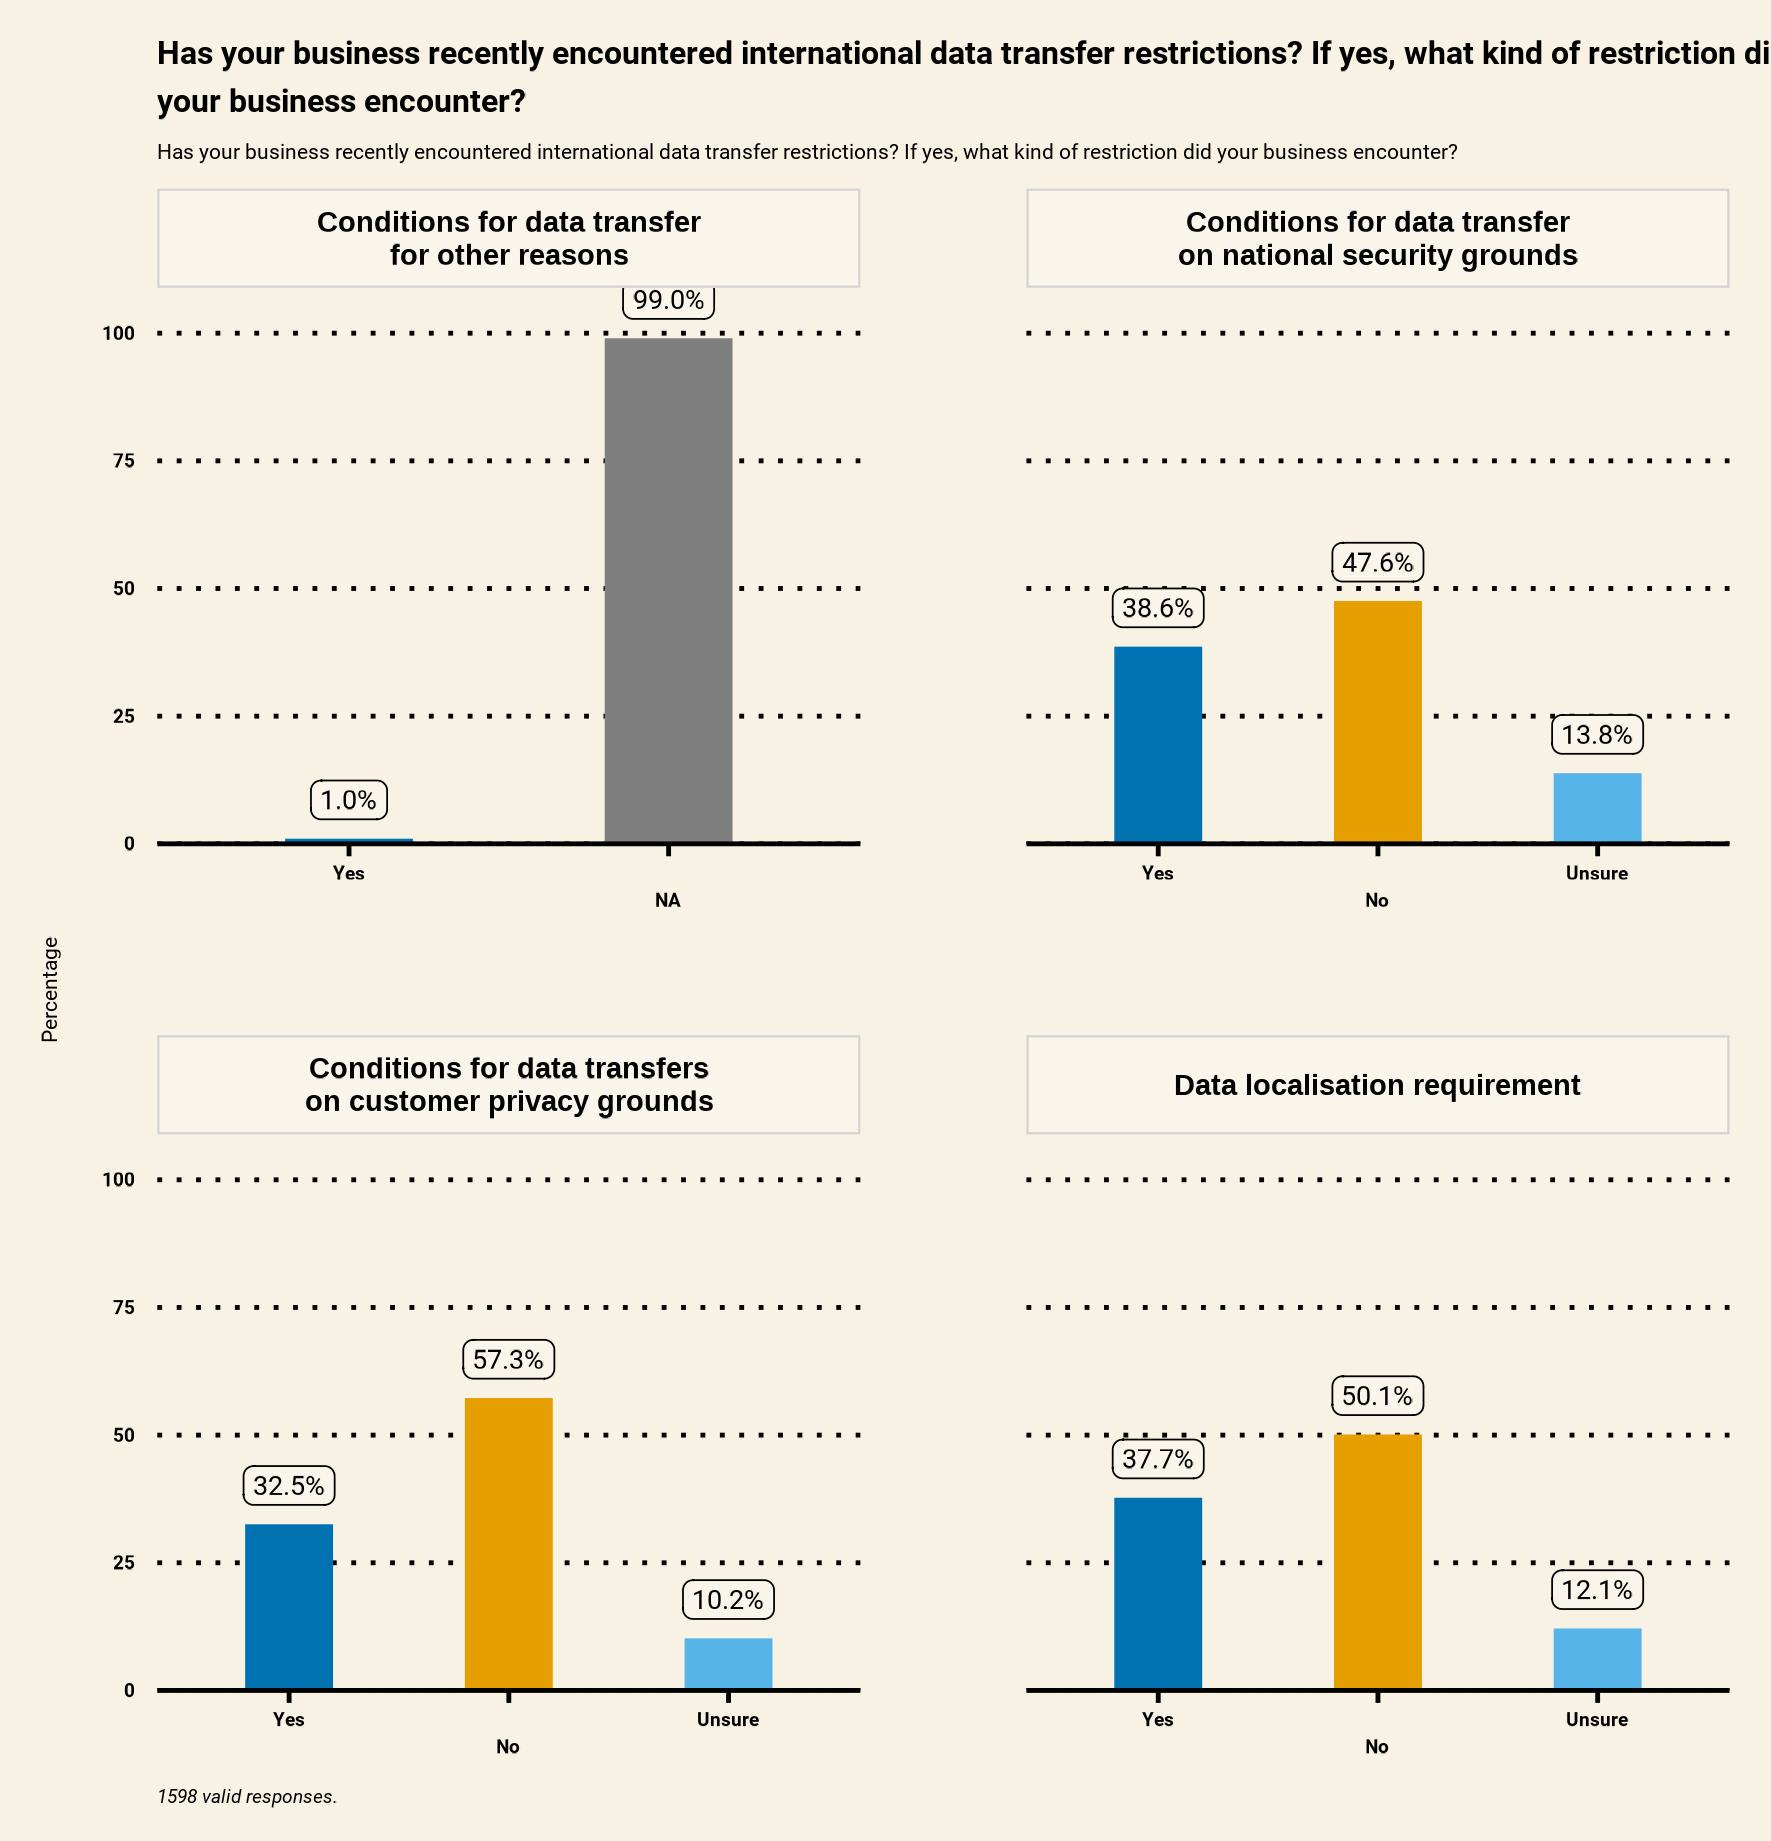 Has your business recently encountered international data transfer restrictions? If yes, what kind of restriction di
your business encounter?
Has your business recently encountered international data transfer restrictions? If yes, what kind of restriction did your business encounter?
Conditions for data transfer
for other reasons
99.0%
100
75
50
25
1.0%
0
Yes
NA
Conditions for data transfer
on national security grounds
47.6%
38.6%
13.8%
Yes
No
Unsure
Percentage
Conditions for data transfers
on customer privacy grounds
100
75
57.3%
50
32.5%
25
10.2%
0
Yes
No
Unsure
Data localisation requirement
50.1%
37.7%
12.1%
Yes
No
Unsure
1598 valid responses.